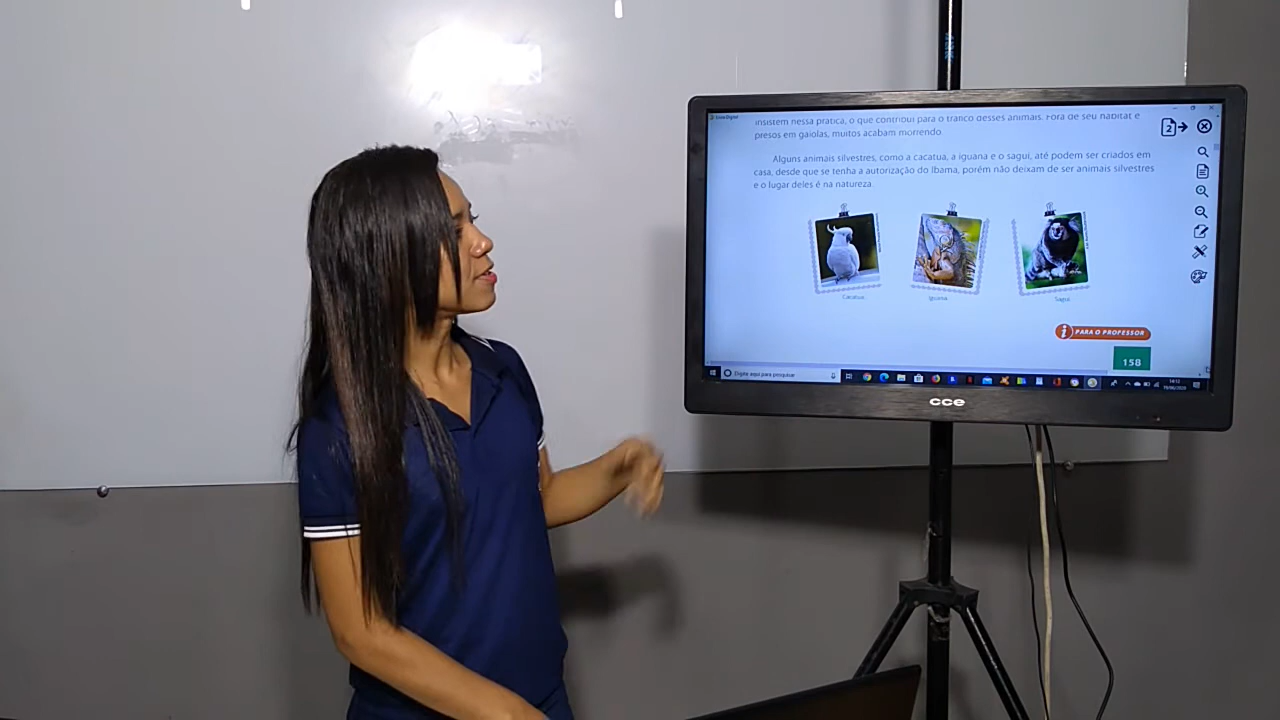 insistem nessa prática, o que contribui para o tráfico desses animais. Fora de seu habitat e
presos em gaiolas, muitos acabam morrendo.
Alguns animais silvestres, como a cacatua, a iguana e o sagui, até podem ser criados em
casa, desde que se tenha a autorização do Ibama, porém não deixam de ser animais silvestres
e o lugar deles é na natureza.
Cacatua
Iguana
Sagui
PARA O PROFESSOR
158
Digite aqui para pesquisar
cce